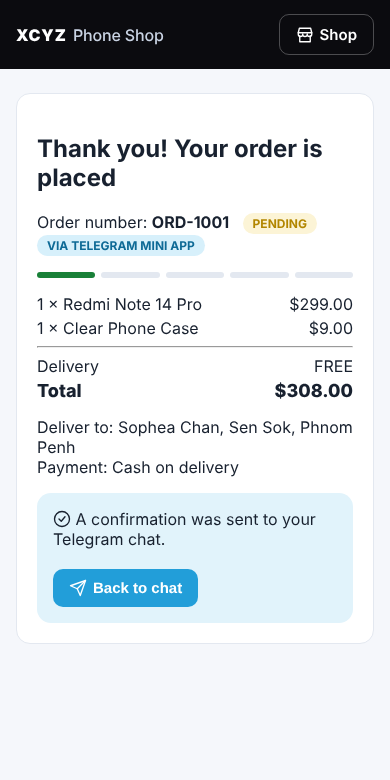 XCYZ Phone Shop
Shop
Thank you! Your order is
placed
Order number: ORD-1001 PENDING
VIA TELEGRAM MINI APP
1 × Redmi Note 14 Pro $299.00
1 × Clear Phone Case $9.00
Delivery FREE
Total $308.00
Deliver to: Sophea Chan, Sen Sok, Phnom
Penh
Payment: Cash on delivery
A confirmation was sent to your
Telegram chat.
Back to chat